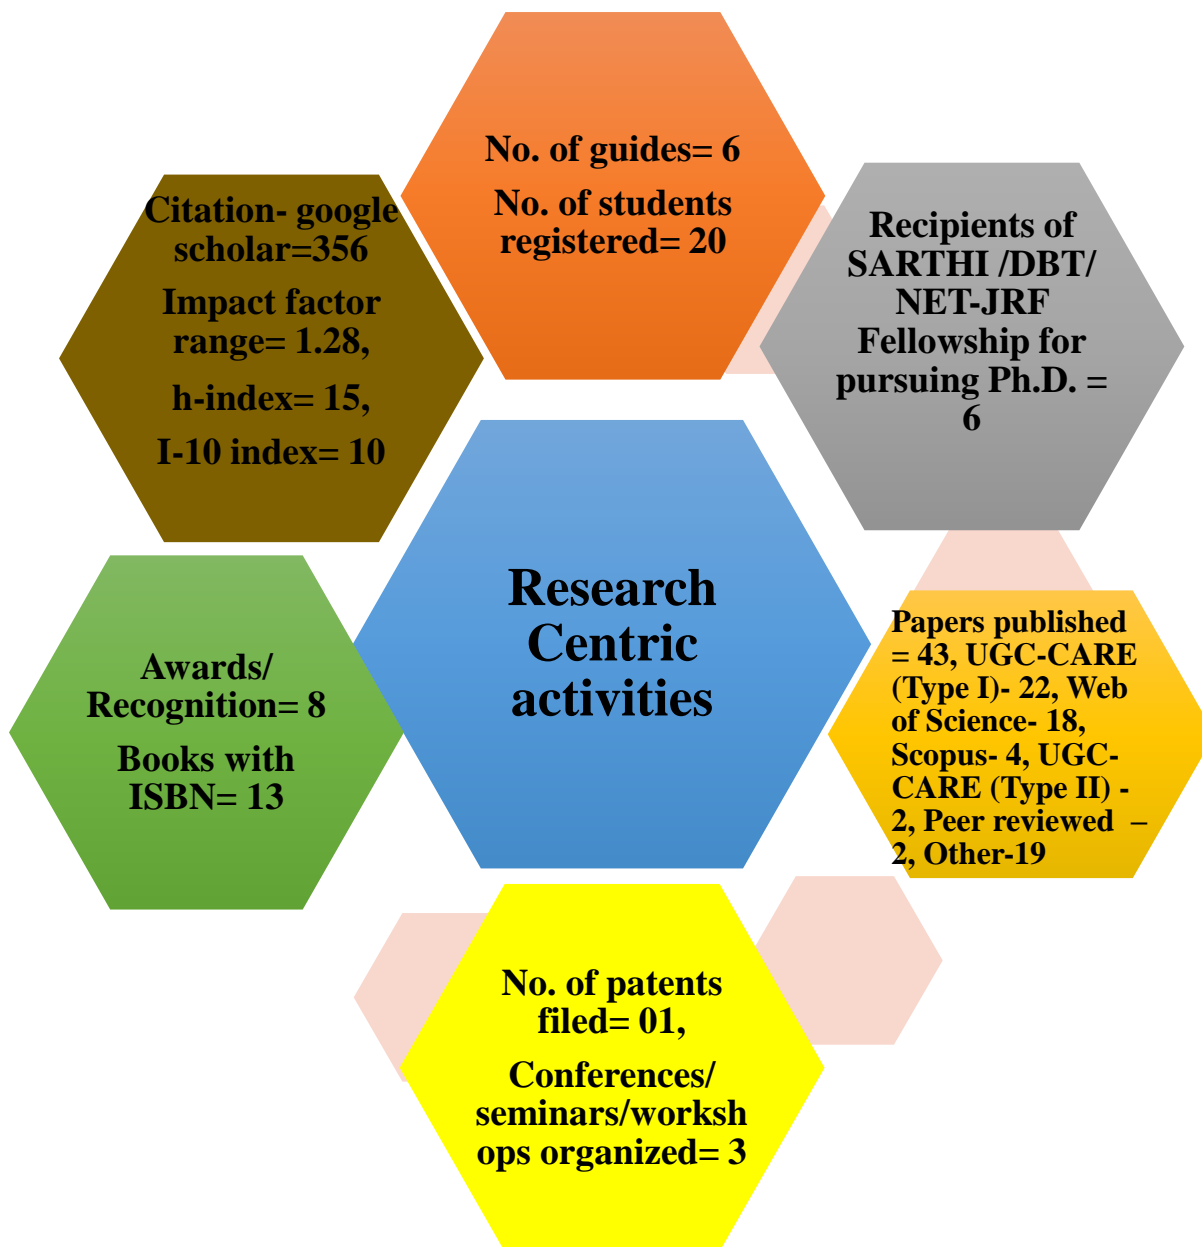 No. of guides= 6
No. of students
registered= 20
Recipients of
SARTHI /DBT/
NET-JRF
Fellowship for
pursuing Ph.D. =
6
Citation- google
scholar=356
Impact factor
range= 1.28,
h-index= 15,
I-10 index= 10
Research
Centric
activities
Papers published
= 43, UGC-CARE
(Type I)- 22, Web
of Science- 18,
Scopus- 4, UGC-
CARE (Type II) -
2, Peer reviewed –
2, Other-19
Awards/
Recognition= 8
Books with
ISBN= 13
No. of patents
filed= 01,
Conferences/
seminars/worksh
ops organized= 3